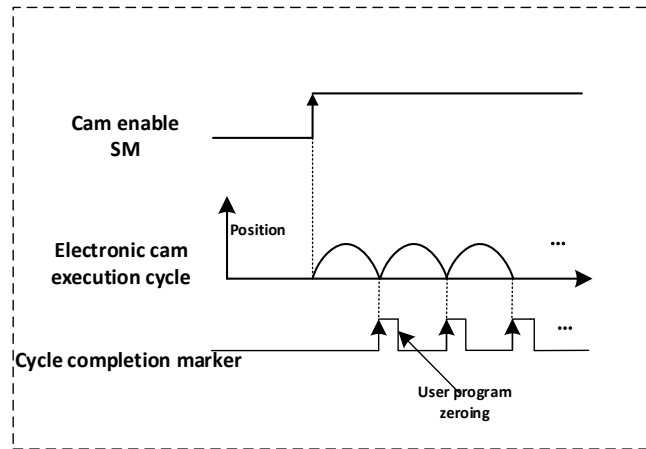 Cam enable
SM
Position
Electronic cam
execution cycle
...
Cycle completion marker
...
User program
zeroing